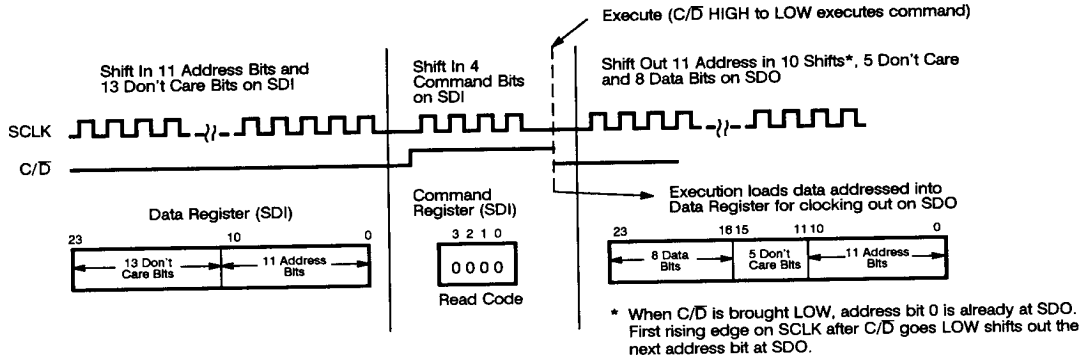 Execute (C/D̅ HIGH to LOW executes command)
Shift In 11 Address Bits and
13 Don't Care Bits on SDI
Shift In 4
Command Bits
on SDI
Shift Out 11 Address in 10 Shifts*, 5 Don't Care
and 8 Data Bits on SDO
SCLK
C/D̅
Execution loads data addressed into
Data Register for clocking out on SDO
Data Register (SDI)
23 10 0
13 Don't
Care Bits
11 Address
Bits
Command
Register (SDI)
3 2 1 0
0 0 0 0
Read Code
23 16 15 11 10 0
8 Data
Bits
5 Don't
Care Bits
11 Address
Bits
* When C/D̅ is brought LOW, address bit 0 is already at SDO.
First rising edge on SCLK after C/D̅ goes LOW shifts out the
next address bit at SDO.